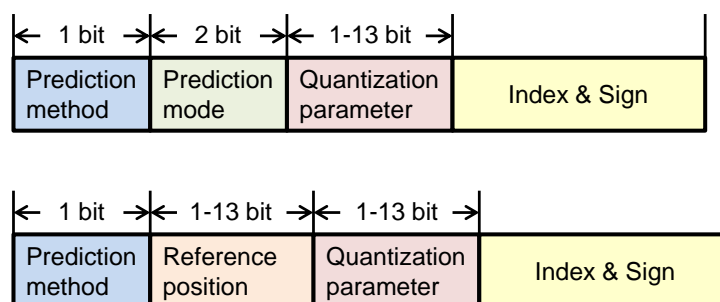 1 bit 2 bit 1-13 bit
Prediction method Prediction mode Quantization parameter Index & Sign
1 bit 1-13 bit 1-13 bit
Prediction method Reference position Quantization parameter Index & Sign